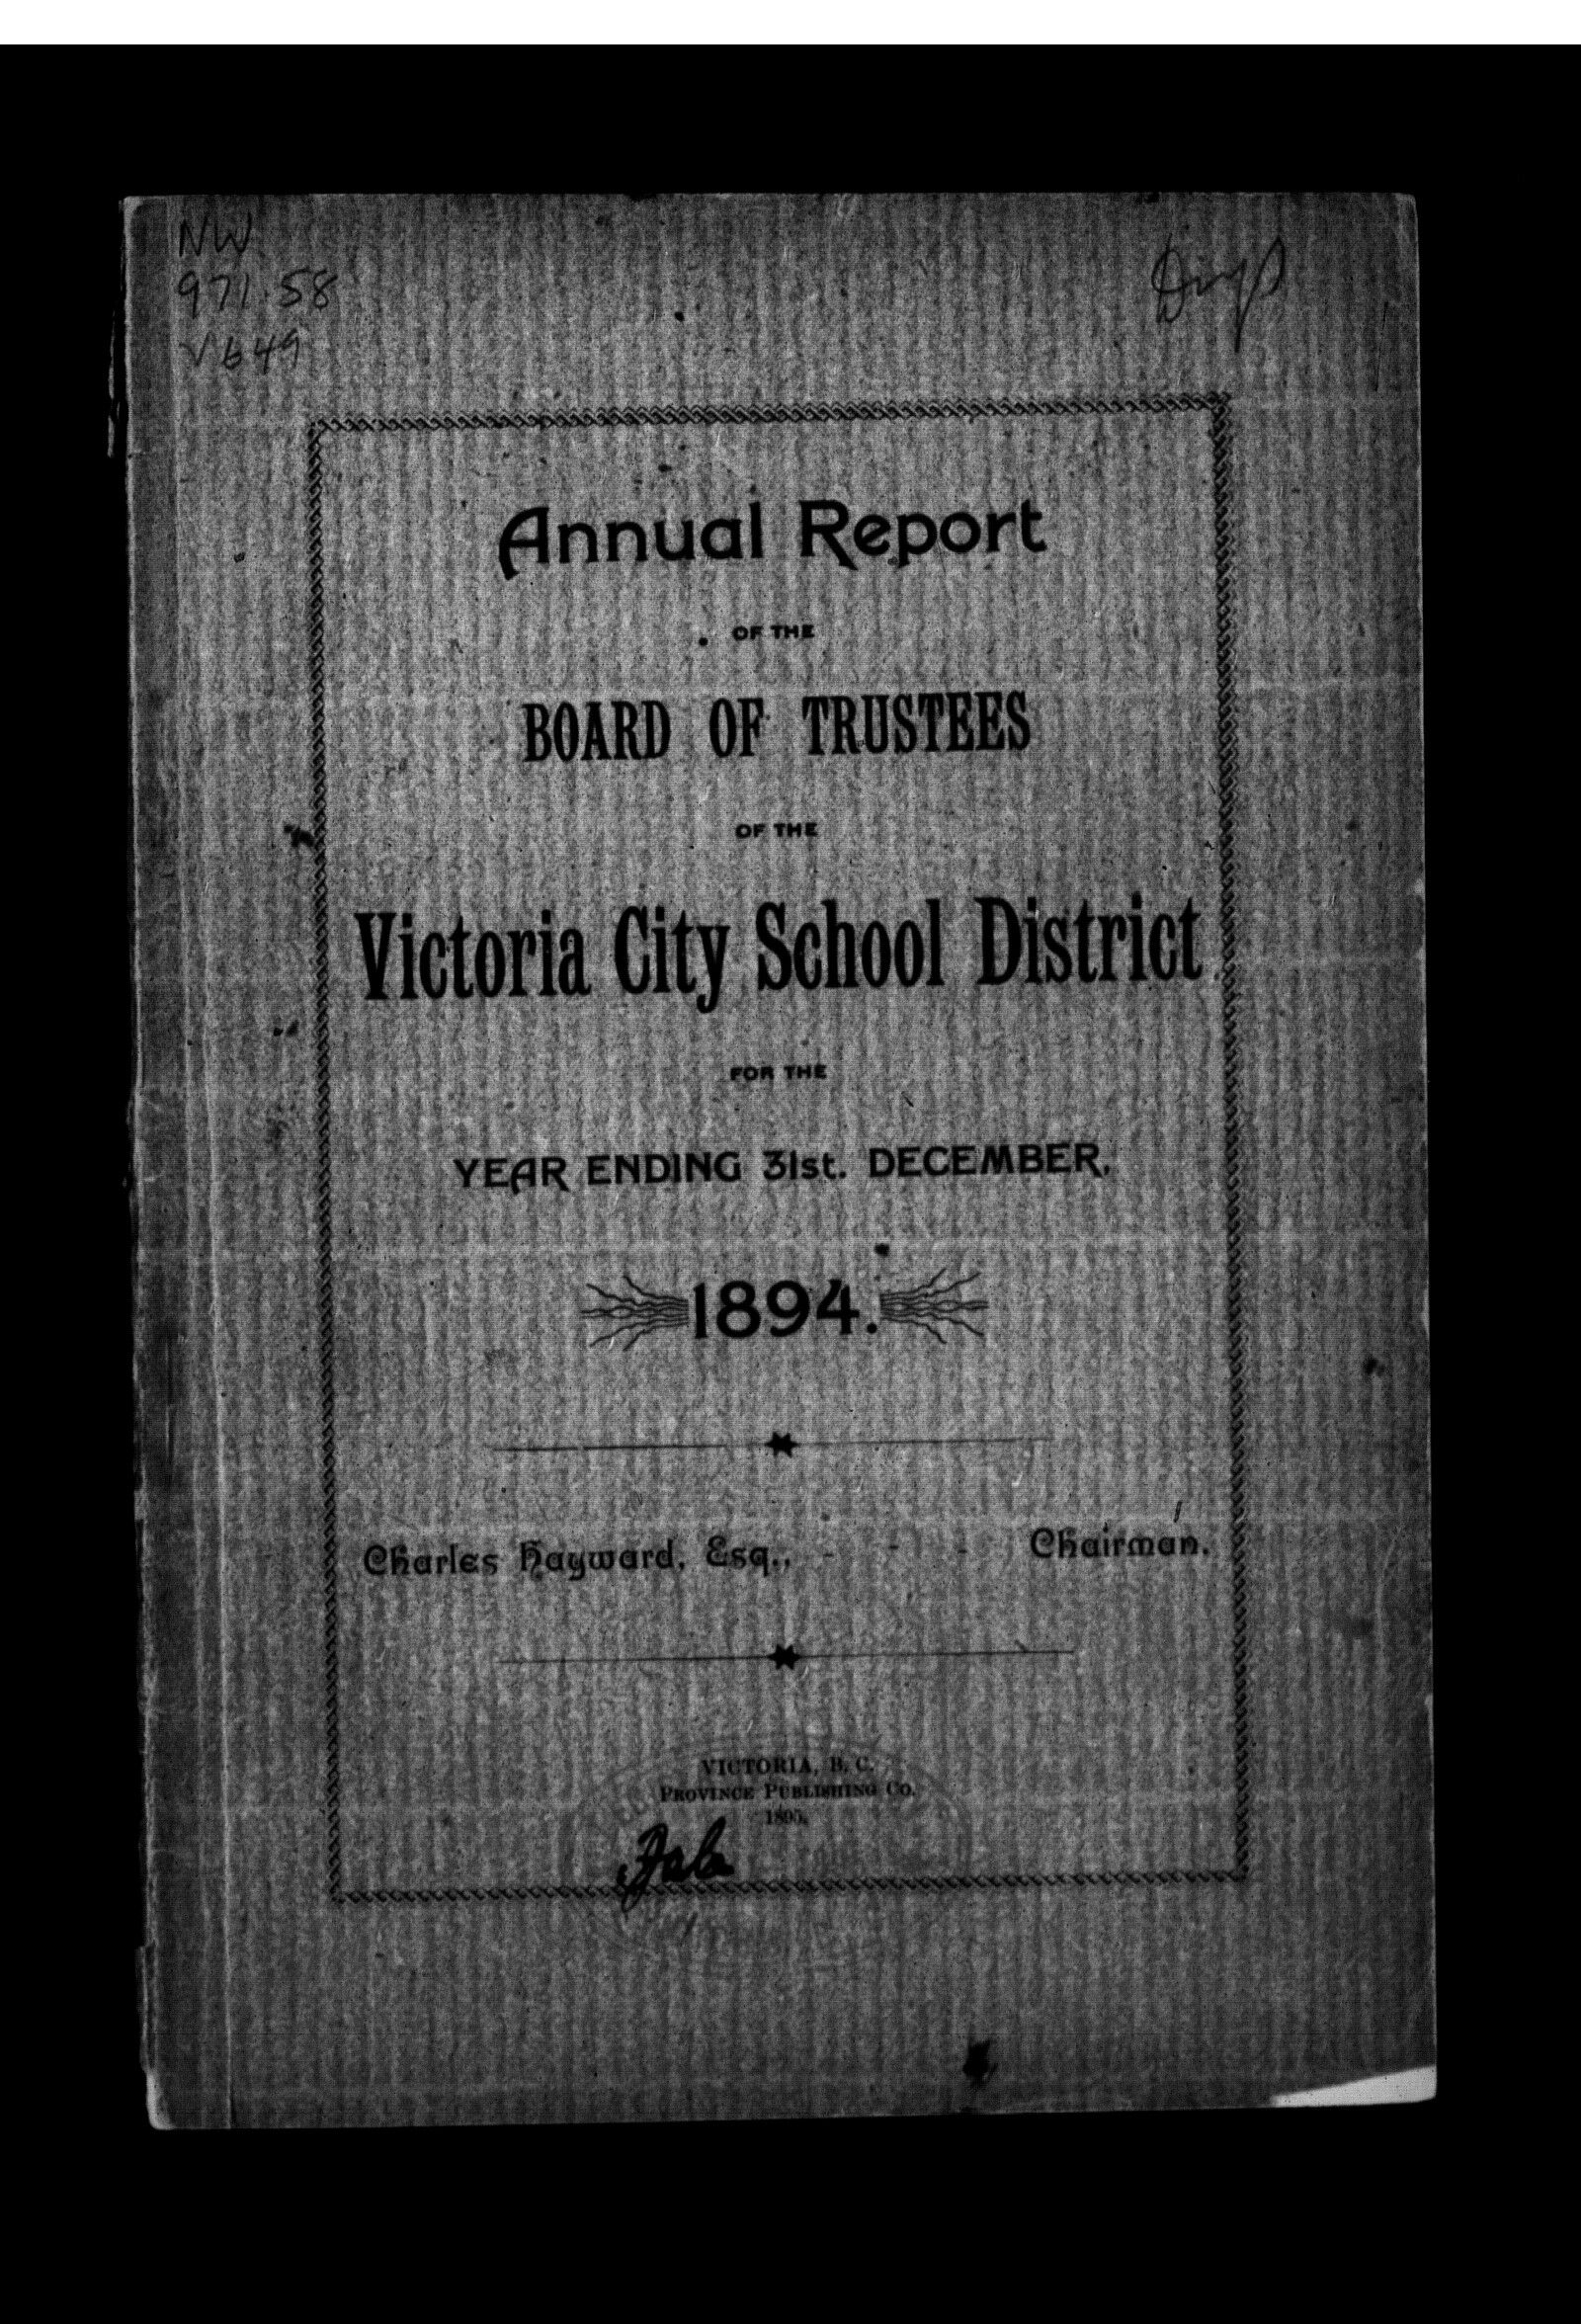 NW
971.58
V649
Annual Report
OF THE
BOARD OF TRUSTEES
OF THE
Victoria City School District
FOR THE
YEAR ENDING 31st. DECEMBER,
1894.
Charles Hayward, Esq., - - - Chairman.
VICTORIA, B. C.
PROVINCE PUBLISHING CO.
1895.